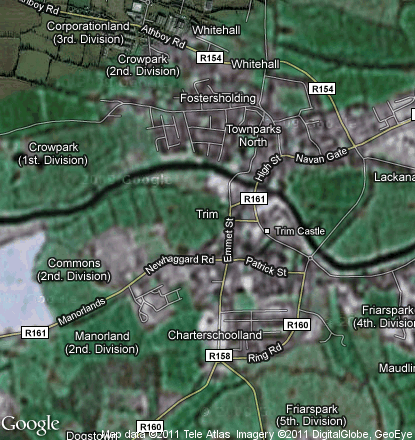 Whitehall
Corporationland
(3rd. Division)
Athboy Rd
R154
Crowpark
(2nd. Division)
Whitehall
R154
Fostersholding
Townparks
North
Crowpark
(1st. Division)
High St
Navan Gate
Lackana
R161
Trim
Emmet St
Trim Castle
Commons
(2nd. Division)
Newhaggard Rd
Patrick St
Manorlands
R161
Manorland
(2nd. Division)
Charterschoolland
R160
Friarspark
(4th. Division)
R158
Ring Rd
Maudlin
Google
R160
Friarspark
(5th. Division)
Dogstown
Map data ©2011 Tele Atlas Imagery ©2011 DigitalGlobe, GeoEye